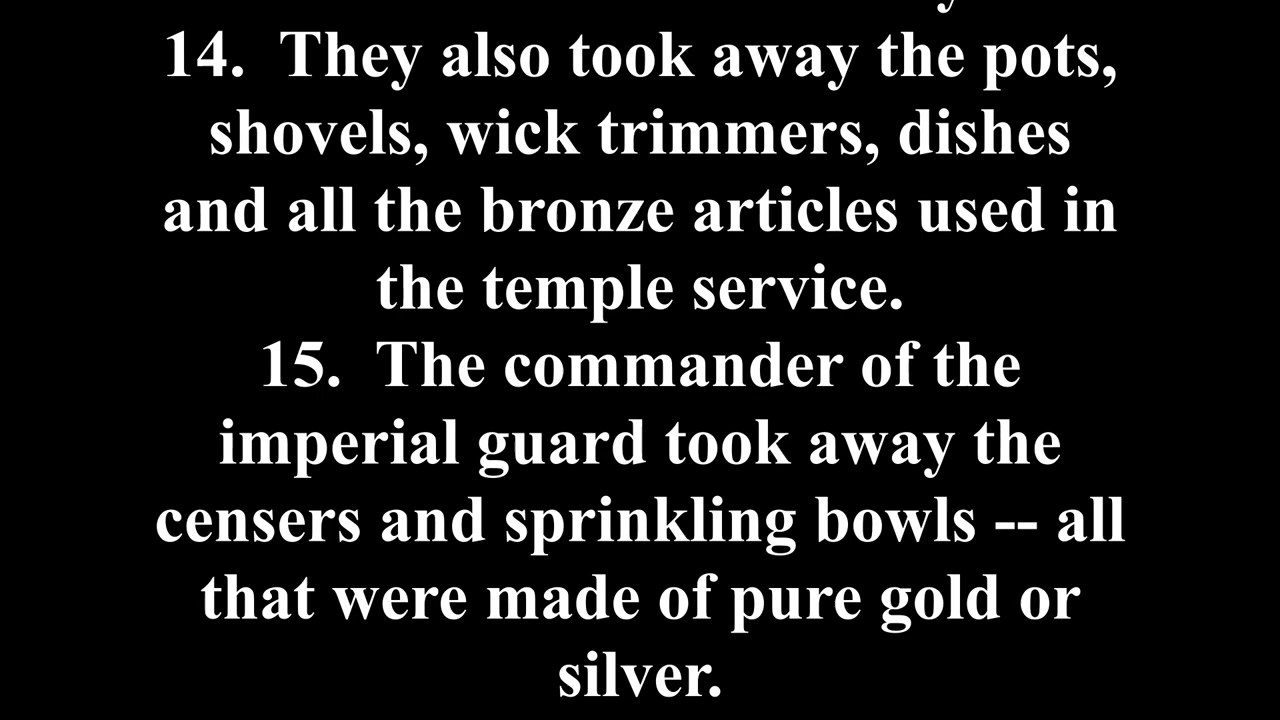 14.  They also took away the pots,
shovels, wick trimmers, dishes
and all the bronze articles used in
the temple service.
15.  The commander of the
imperial guard took away the
censers and sprinkling bowls -- all
that were made of pure gold or
silver.